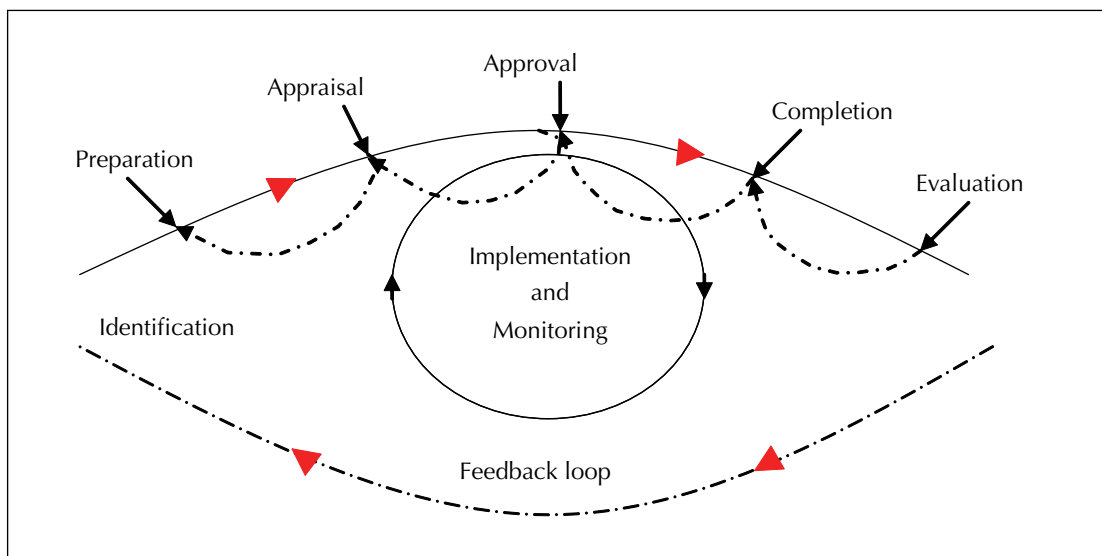 Approval
Appraisal
Completion
Preparation
Evaluation
Implementation
and
Monitoring
Identification
Feedback loop